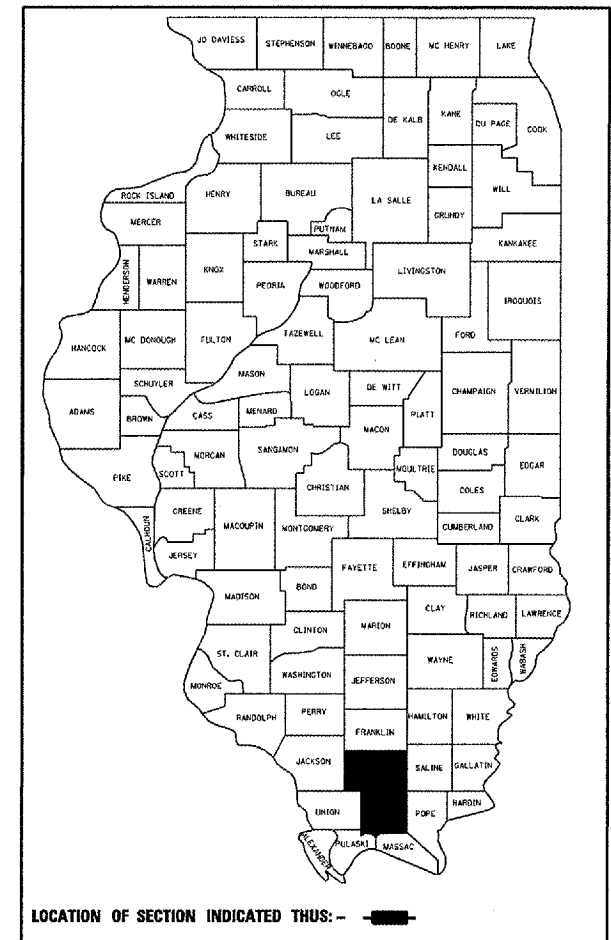 JO DAVIESS
STEPHENSON
WINNEBAGO
BOONE
MC HENRY
LAKE
CARROLL
OGLE
DE KALB
KANE
DU PAGE
COOK
WHITESIDE
LEE
KENDALL
WILL
ROCK ISLAND
HENRY
BUREAU
LA SALLE
GRUNDY
MERCER
PUTNAM
KANKAKEE
STARK
MARSHALL
HENDERSON
WARREN
KNOX
PEORIA
WOODFORD
LIVINGSTON
IROQUOIS
TAZEWELL
MC LEAN
FORD
HANCOCK
MC DONOUGH
FULTON
MASON
SCHUYLER
LOGAN
DE WITT
CHAMPAIGN
VERMILION
ADAMS
BROWN
CASS
MENARD
MACON
PIATT
MORGAN
SANGAMON
DOUGLAS
PIKE
SCOTT
CHRISTIAN
MOULTRIE
EDGAR
COLES
GREENE
MACOUPIN
MONTGOMERY
SHELBY
CUMBERLAND
CLARK
CALHOUN
JERSEY
FAYETTE
EFFINGHAM
JASPER
CRAWFORD
MADISON
BOND
CLAY
RICHLAND
LAWRENCE
CLINTON
MARION
ST. CLAIR
WAYNE
EDWARDS
WABASH
WASHINGTON
JEFFERSON
MONROE
RANDOLPH
PERRY
HAMILTON
WHITE
FRANKLIN
JACKSON
SALINE
GALLATIN
UNION
POPE
HARDIN
ALEXANDER
PULASKI
MASSAC
LOCATION OF SECTION INDICATED THUS: -